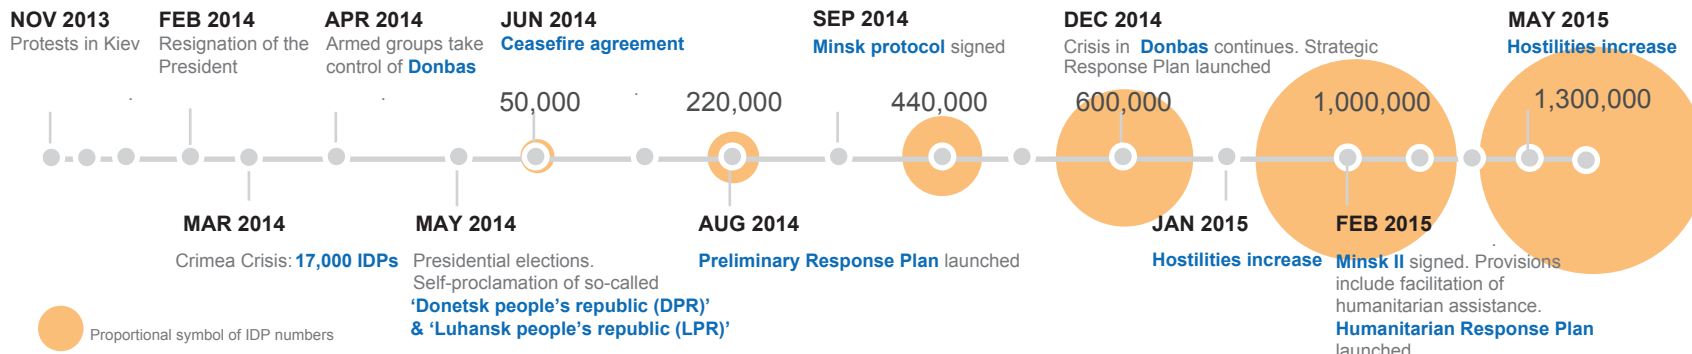 NOV 2013
Protests in Kiev
FEB 2014
Resignation of the
President
APR 2014
Armed groups take
control of Donbas
JUN 2014
Ceasefire agreement
SEP 2014
Minsk protocol signed
DEC 2014
Crisis in Donbas continues. Strategic
Response Plan launched
MAY 2015
Hostilities increase
50,000
220,000
440,000
600,000
1,000,000
1,300,000
MAR 2014
Crimea Crisis: 17,000 IDPs
MAY 2014
Presidential elections.
Self-proclamation of so-called
‘Donetsk people’s republic (DPR)’
& ‘Luhansk people’s republic (LPR)’
AUG 2014
Preliminary Response Plan launched
JAN 2015
Hostilities increase
FEB 2015
Minsk II signed. Provisions
include facilitation of
humanitarian assistance.
Humanitarian Response Plan
launched
Proportional symbol of IDP numbers